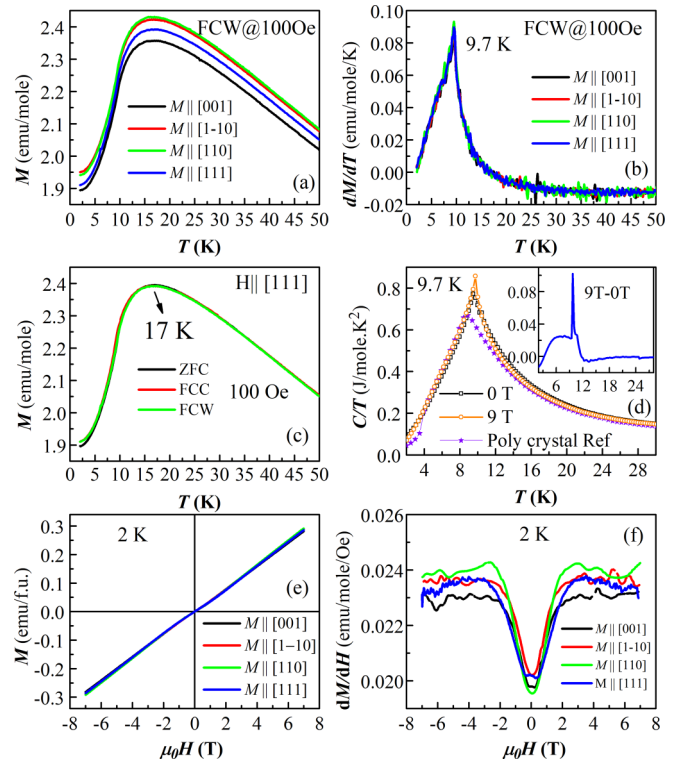 FCW@100Oe
2.4
2.3
2.2
2.1
2.0
1.9
M (emu/mole)
M || [001]
M || [1-10]
M || [110]
M || [111]
(a)
0 5 10 15 20 25 30 35 40 45 50
T (K)
FCW@100Oe
9.7 K
0.10
0.08
0.06
0.04
0.02
0.00
-0.02
dM/dT (emu/mole/K)
M || [001]
M || [1-10]
M || [110]
M || [111]
(b)
0 5 10 15 20 25 30 35 40 45 50
T (K)
H|| [111]
2.4
2.3
2.2
2.1
2.0
1.9
M (emu/mole)
17 K
ZFC
FCC
FCW
100 Oe
(c)
0 5 10 15 20 25 30 35 40 45 50
T (K)
9.7 K
1.0
0.8
0.6
0.4
0.2
0.0
C/T (J/mole.K²)
9T-0T
0.08
0.04
0.00
6 12 18 24
(d)
0 T
9 T
Poly crystal Ref
4 8 12 16 20 24 28
T (K)
2 K
0.3
0.2
0.1
0.0
-0.1
-0.2
-0.3
M (emu/f.u.)
(e)
M || [001]
M || [1–10]
M || [110]
M || [111]
-8 -6 -4 -2 0 2 4 6 8
μ0H (T)
2 K
(f)
0.026
0.024
0.022
0.020
dM/dH (emu/mole/Oe)
M || [001]
M || [1-10]
M || [110]
M || [111]
-8 -6 -4 -2 0 2 4 6 8
μ0H (T)